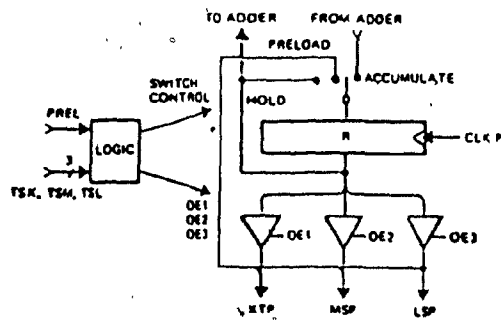 TO ADDER
FROM ADDER
PRELOAD
SWITCH
CONTROL
ACCUMULATE
HOLD
PREL
LOGIC
3
R
CLK P
TSX, TSM, TSL
OE1
OE2
OE3
OE1
OE2
OE3
XTP
MSP
LSP